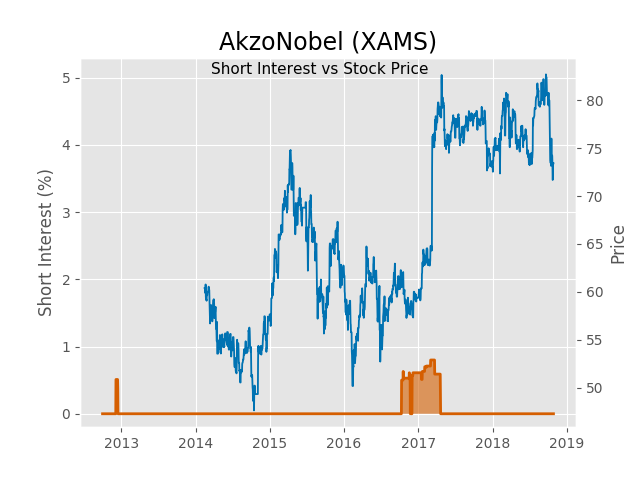 AkzoNobel (XAMS)
Short Interest vs Stock Price
Short Interest (%)
5
4
3
2
1
0
Price
80
75
70
65
60
55
50
2013 2014 2015 2016 2017 2018 2019